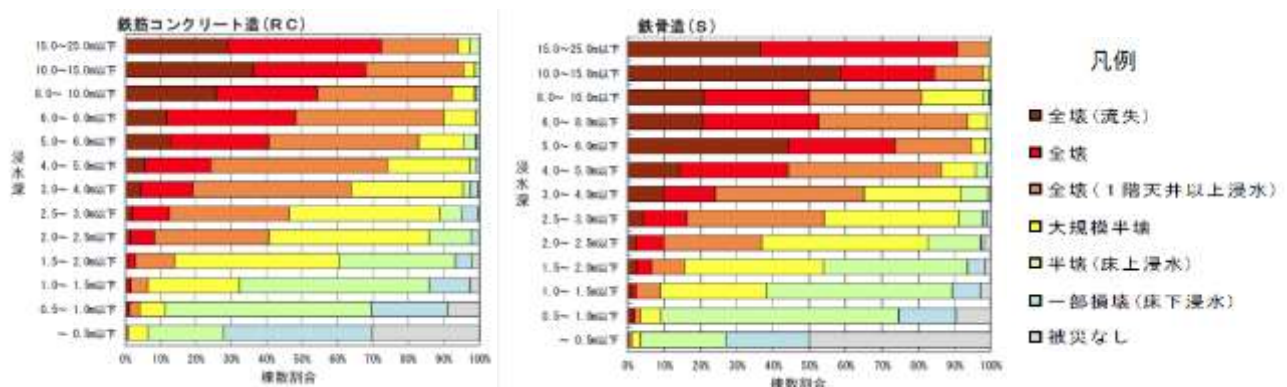 鉄筋コンクリート造(RC)
15.0～25.0m以下
10.0～15.0m以下
8.0～ 10.0m以下
6.0～ 8.0m以下
5.0～ 6.0m以下
4.0～ 5.0m以下
3.0～ 4.0m以下
2.5～ 3.0m以下
2.0～ 2.5m以下
1.5～ 2.0m以下
1.0～ 1.5m以下
0.5～ 1.0m以下
～ 0.5m以下
浸水深
0% 10% 20% 30% 40% 50% 60% 70% 80% 90% 100%
棟数割合
鉄骨造(S)
15.0～25.0m以下
10.0～15.0m以下
8.0～ 10.0m以下
6.0～ 8.0m以下
5.0～ 6.0m以下
4.0～ 5.0m以下
3.0～ 4.0m以下
2.5～ 3.0m以下
2.0～ 2.5m以下
1.5～ 2.0m以下
1.0～ 1.5m以下
0.5～ 1.0m以下
～ 0.5m以下
浸水深
0% 10% 20% 30% 40% 50% 60% 70% 80% 90% 100%
棟数割合
凡例
全壊(流失)
全壊
全壊(1階天井以上浸水)
大規模半壊
半壊(床上浸水)
一部損壊(床下浸水)
被災なし